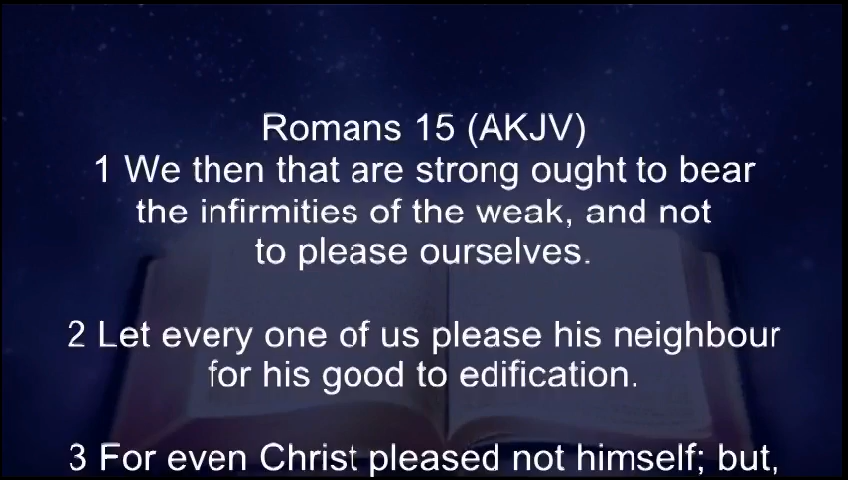 Romans 15 (AKJV)
1 We then that are strong ought to bear
the infirmities of the weak, and not
to please ourselves.
2 Let every one of us please his neighbour
for his good to edification.
3 For even Christ pleased not himself; but,